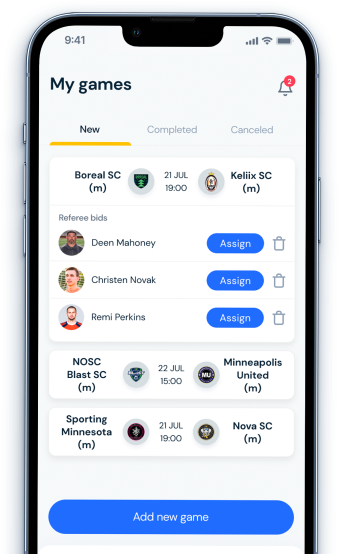 9:41
My games
2
New Completed Canceled
Boreal SC 21 JUL Keliix SC
(m) 19:00 (m)
Referee bids
Deen Mahoney Assign
Christen Novak Assign
Remi Perkins Assign
NOSC 22 JUL Minneapolis
Blast SC 15:00 United
(m) MU (m)
Sporting 21 JUL Nova SC
Minnesota 19:00 (m)
(m)
Add new game